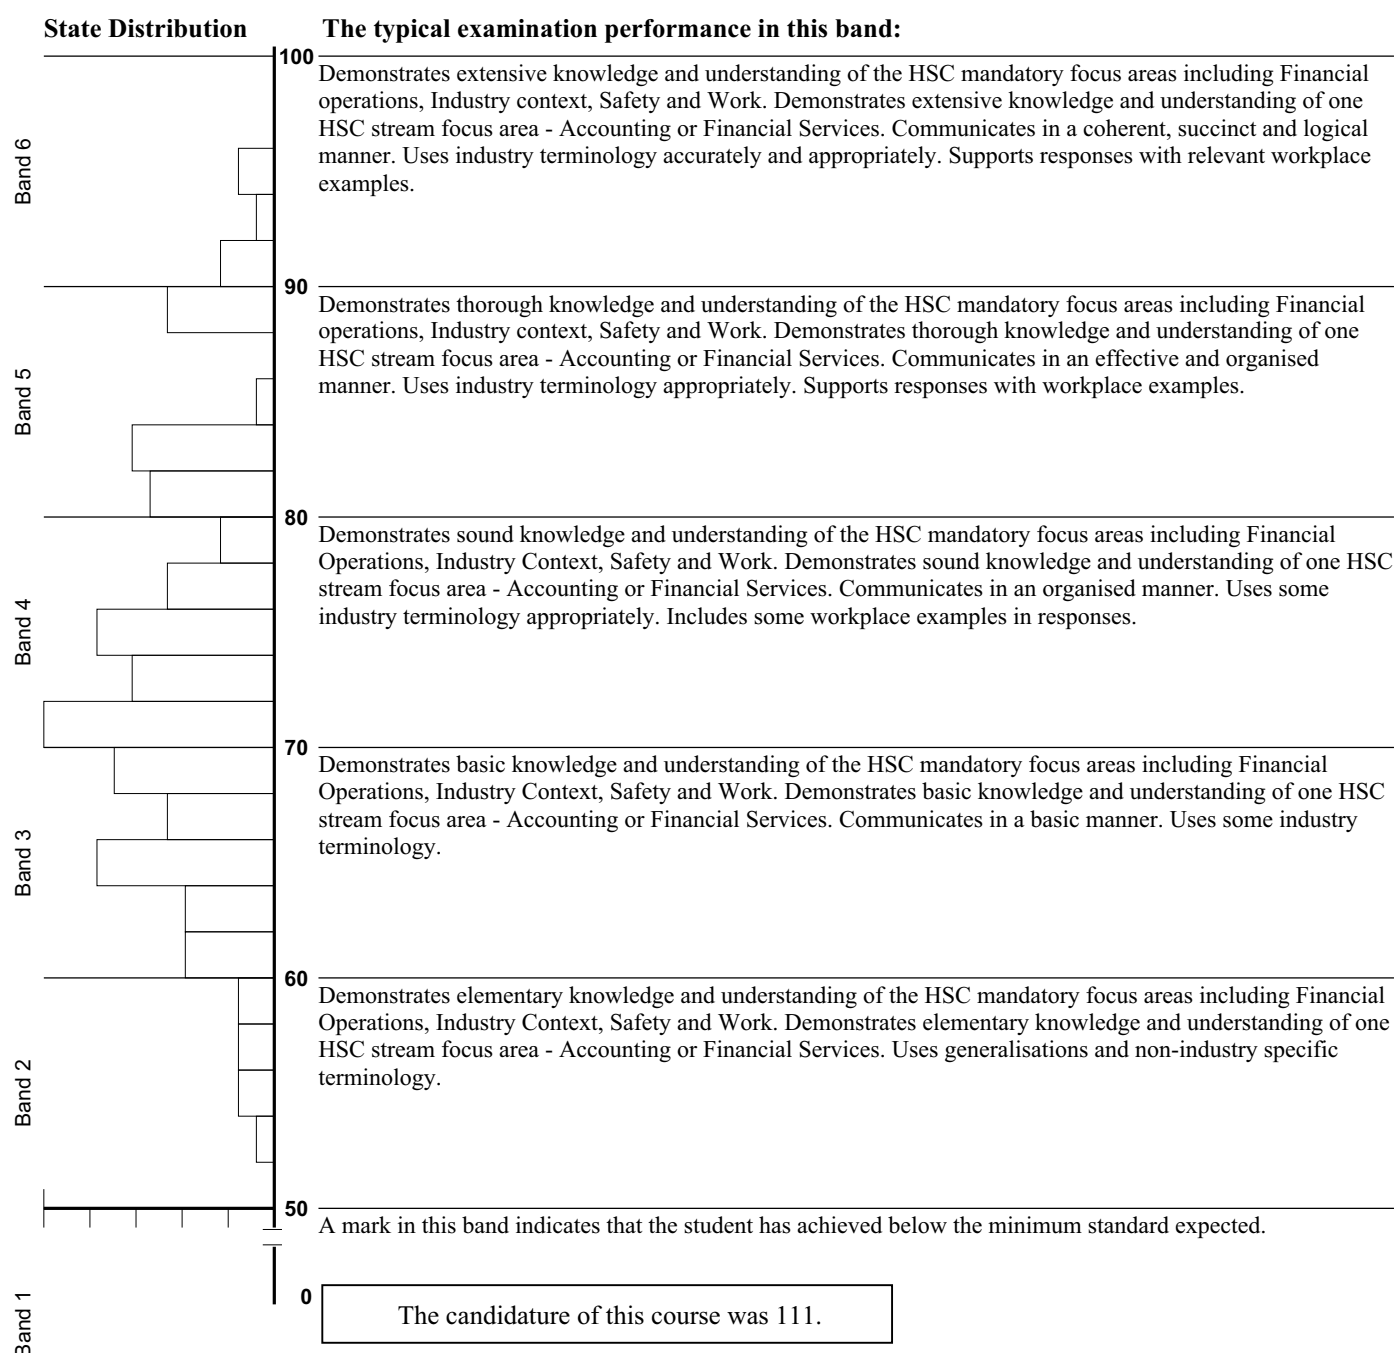 State Distribution
The typical examination performance in this band:
100
Demonstrates extensive knowledge and understanding of the HSC mandatory focus areas including Financial
operations, Industry context, Safety and Work. Demonstrates extensive knowledge and understanding of one
HSC stream focus area - Accounting or Financial Services. Communicates in a coherent, succinct and logical
manner. Uses industry terminology accurately and appropriately. Supports responses with relevant workplace
examples.
Band 6
90
Demonstrates thorough knowledge and understanding of the HSC mandatory focus areas including Financial
operations, Industry context, Safety and Work. Demonstrates thorough knowledge and understanding of one
HSC stream focus area - Accounting or Financial Services. Communicates in an effective and organised
manner. Uses industry terminology appropriately. Supports responses with workplace examples.
Band 5
80
Demonstrates sound knowledge and understanding of the HSC mandatory focus areas including Financial
Operations, Industry Context, Safety and Work. Demonstrates sound knowledge and understanding of one HSC
stream focus area - Accounting or Financial Services. Communicates in an organised manner. Uses some
industry terminology appropriately. Includes some workplace examples in responses.
Band 4
70
Demonstrates basic knowledge and understanding of the HSC mandatory focus areas including Financial
Operations, Industry Context, Safety and Work. Demonstrates basic knowledge and understanding of one HSC
stream focus area - Accounting or Financial Services. Communicates in a basic manner. Uses some industry
terminology.
Band 3
60
Demonstrates elementary knowledge and understanding of the HSC mandatory focus areas including Financial
Operations, Industry Context, Safety and Work. Demonstrates elementary knowledge and understanding of one
HSC stream focus area - Accounting or Financial Services. Uses generalisations and non-industry specific
terminology.
Band 2
50
A mark in this band indicates that the student has achieved below the minimum standard expected.
0
Band 1
The candidature of this course was 111.